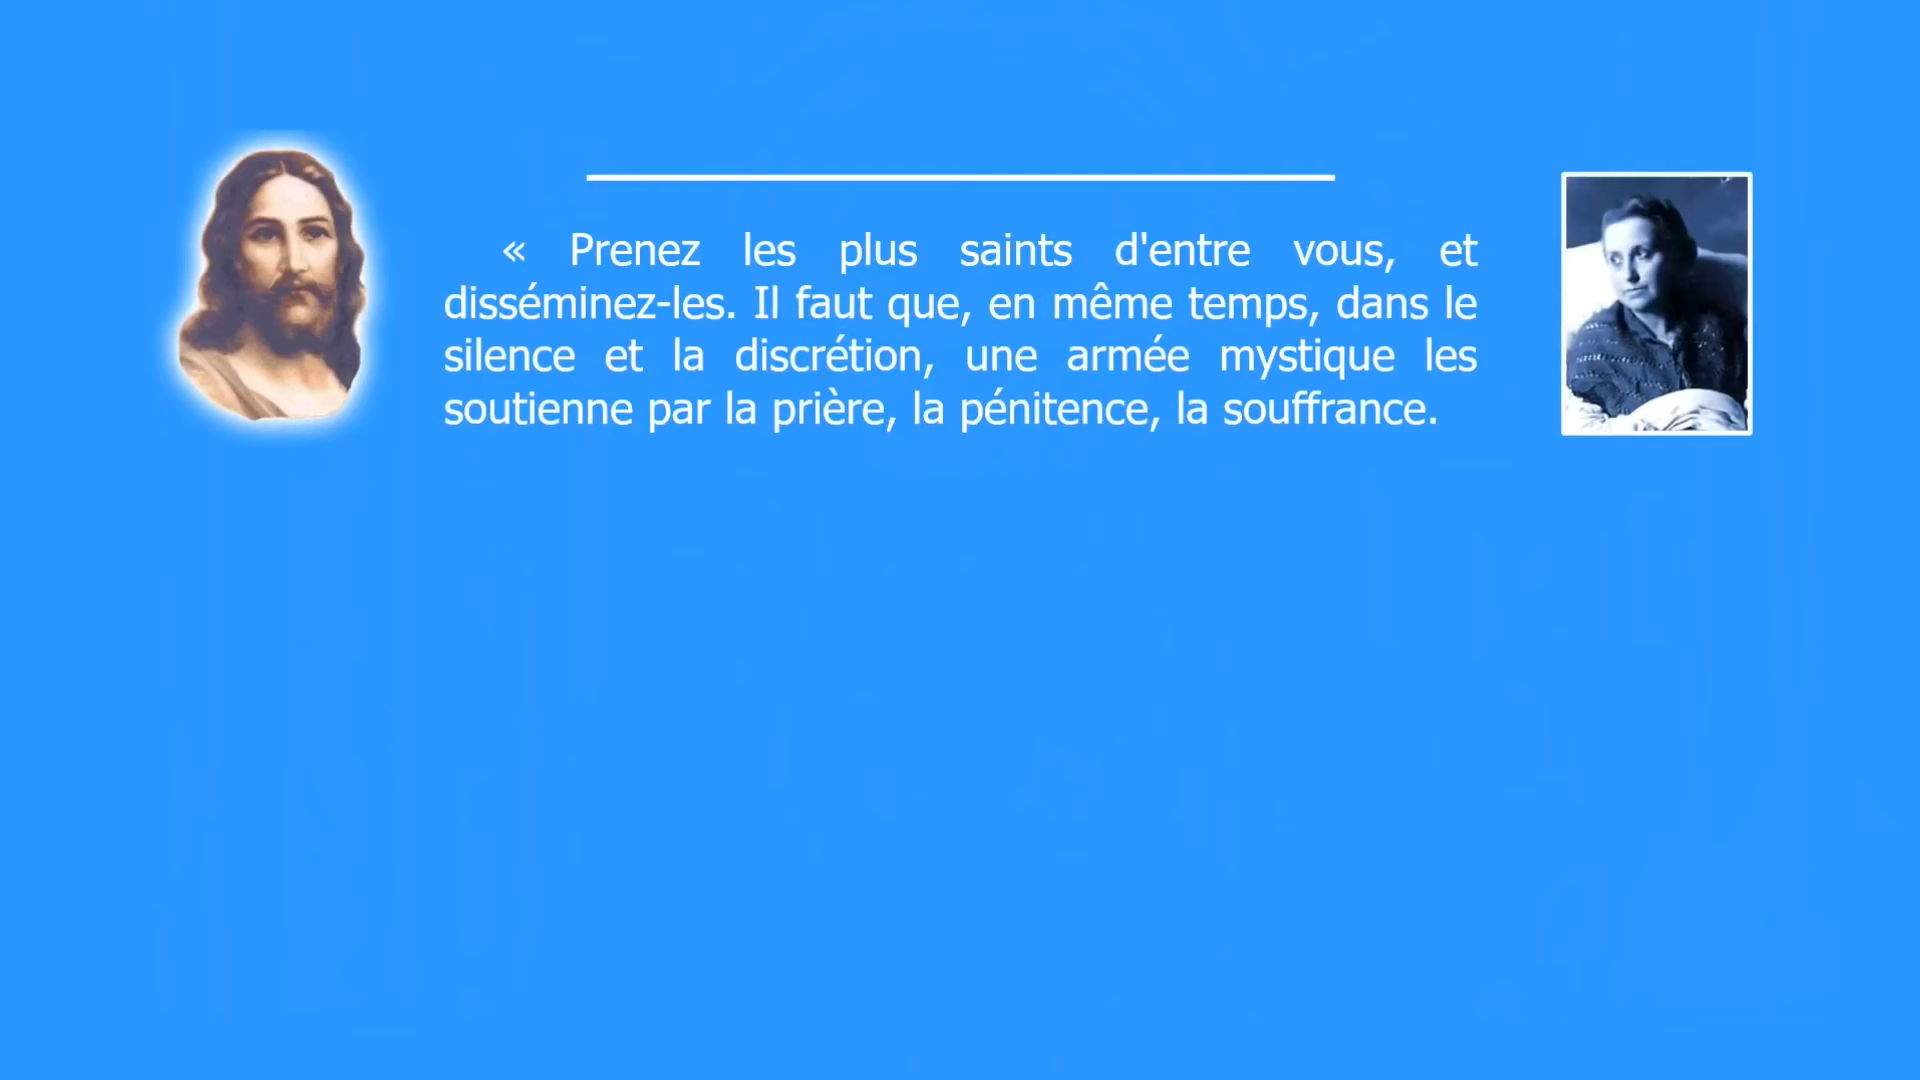 « Prenez les plus saints d'entre vous, et
disséminez-les. Il faut que, en même temps, dans le
silence et la discrétion, une armée mystique les
soutienne par la prière, la pénitence, la souffrance.